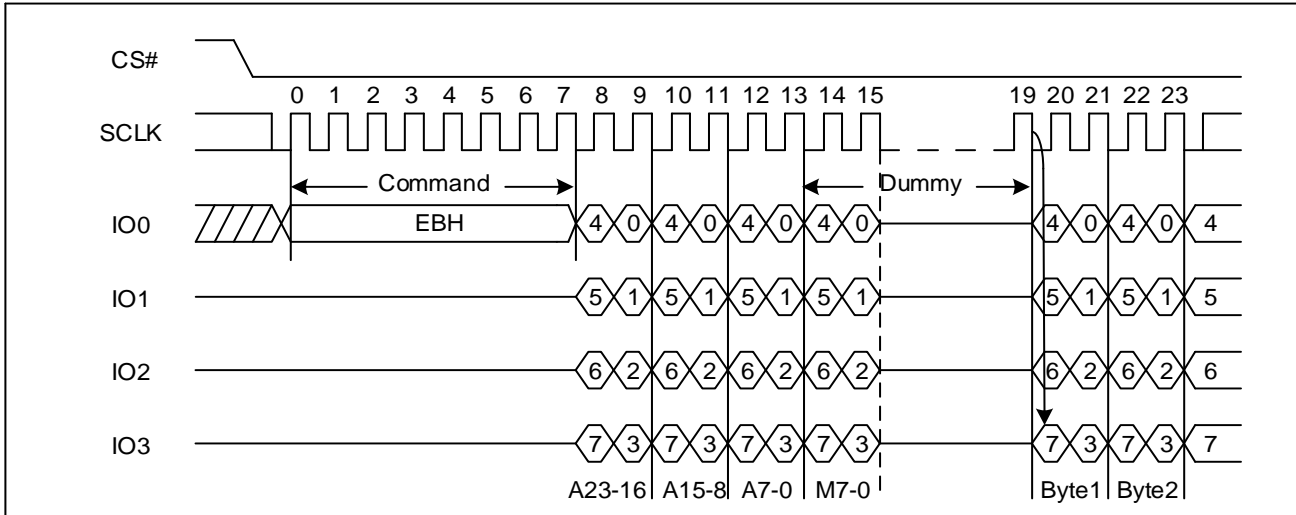 CS#
0 1 2 3 4 5 6 7 8 9 10 11 12 13 14 15 19 20 21 22 23
SCLK
Command Dummy
IO0 EBH 4 0 4 0 4 0 4 0 4 0 4 0 4
IO1 5 1 5 1 5 1 5 1 5 1 5 1 5
IO2 6 2 6 2 6 2 6 2 6 2 6 2 6
IO3 7 3 7 3 7 3 7 3 7 3 7 3 7
A23-16 A15-8 A7-0 M7-0 Byte1 Byte2